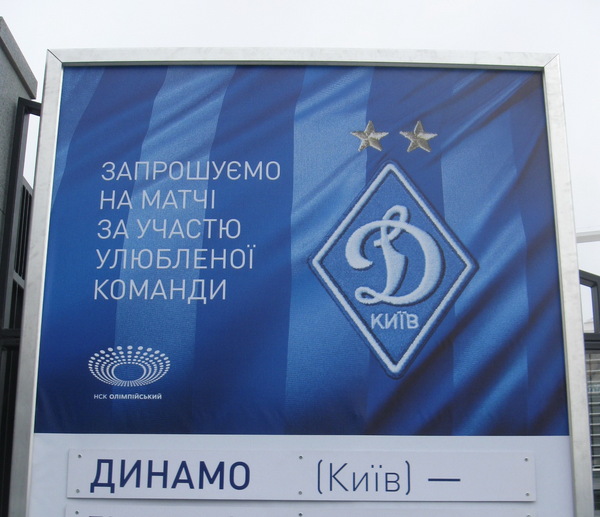 ЗАПРОШУЄМО
НА МАТЧІ
ЗА УЧАСТЮ
УЛЮБЛЕНОЇ
КОМАНДИ
Д
КИЇВ
НСК ОЛІМПІЙСЬКИЙ
ДИНАМО (Київ) —